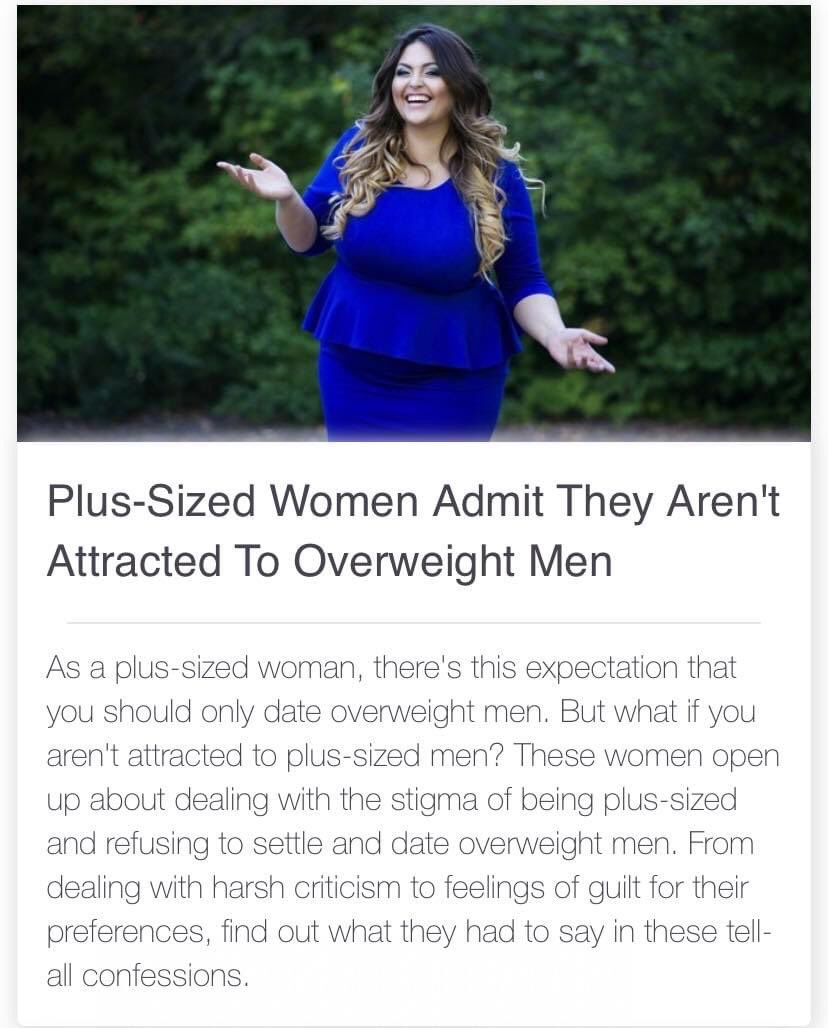 Plus-Sized Women Admit They Aren't
Attracted To Overweight Men
As a plus-sized woman, there's this expectation that
you should only date overweight men. But what if you
aren't attracted to plus-sized men? These women open
up about dealing with the stigma of being plus-sized
and refusing to settle and date overweight men. From
dealing with harsh criticism to feelings of guilt for their
preferences, find out what they had to say in these tell-
all confessions.